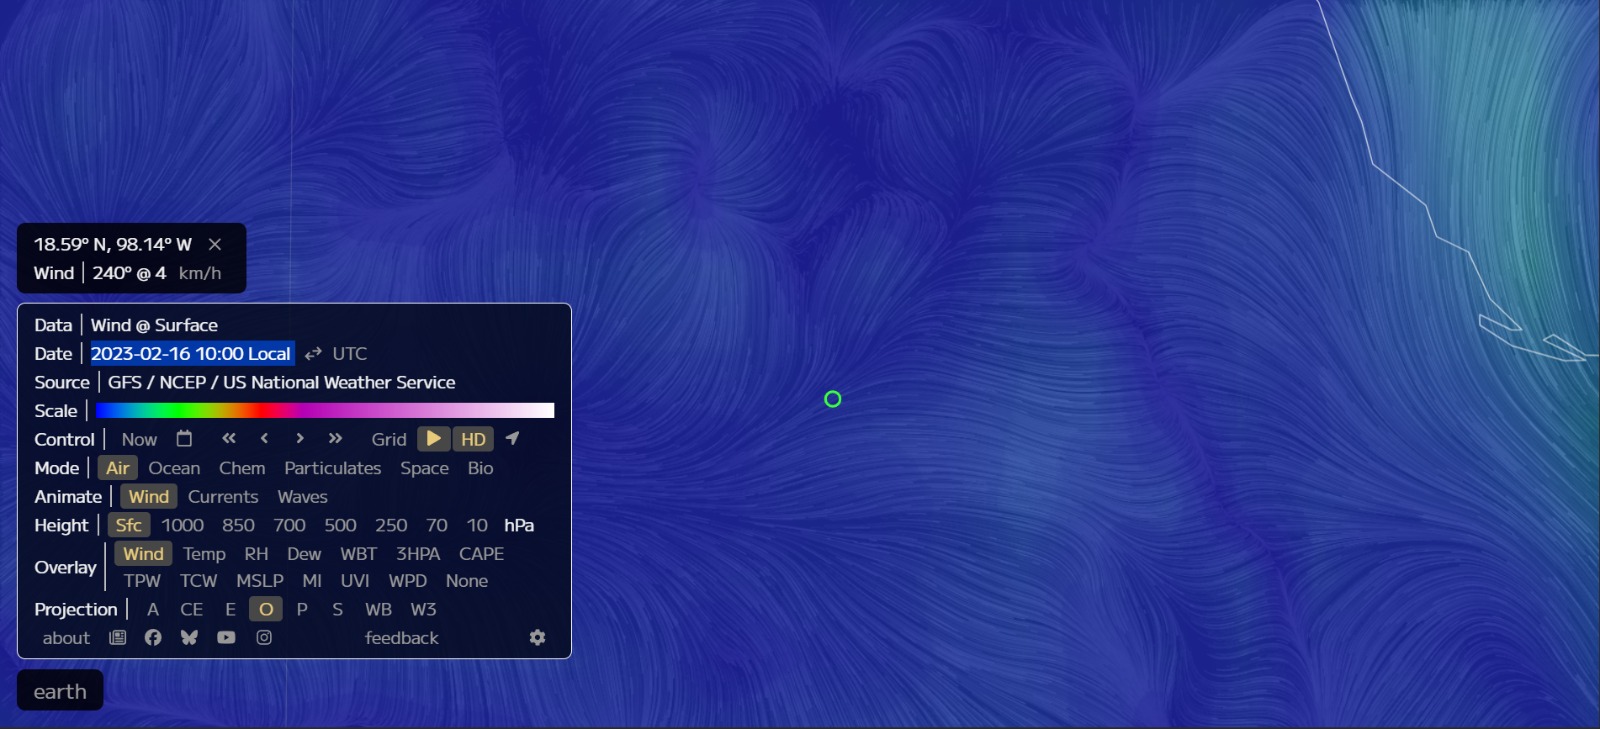 18.59° N, 98.14° W ×
Wind | 240° @ 4 km/h
Data | Wind @ Surface
Date | 2023-02-16 10:00 Local ⇄ UTC
Source | GFS / NCEP / US National Weather Service
Scale |
Control | Now « ‹ › » Grid HD
Mode | Air Ocean Chem Particulates Space Bio
Animate | Wind Currents Waves
Height | Sfc 1000 850 700 500 250 70 10 hPa
Overlay | Wind Temp RH Dew WBT 3HPA CAPE
TPW TCW MSLP MI UVI WPD None
Projection | A CE E O P S WB W3
about feedback
earth